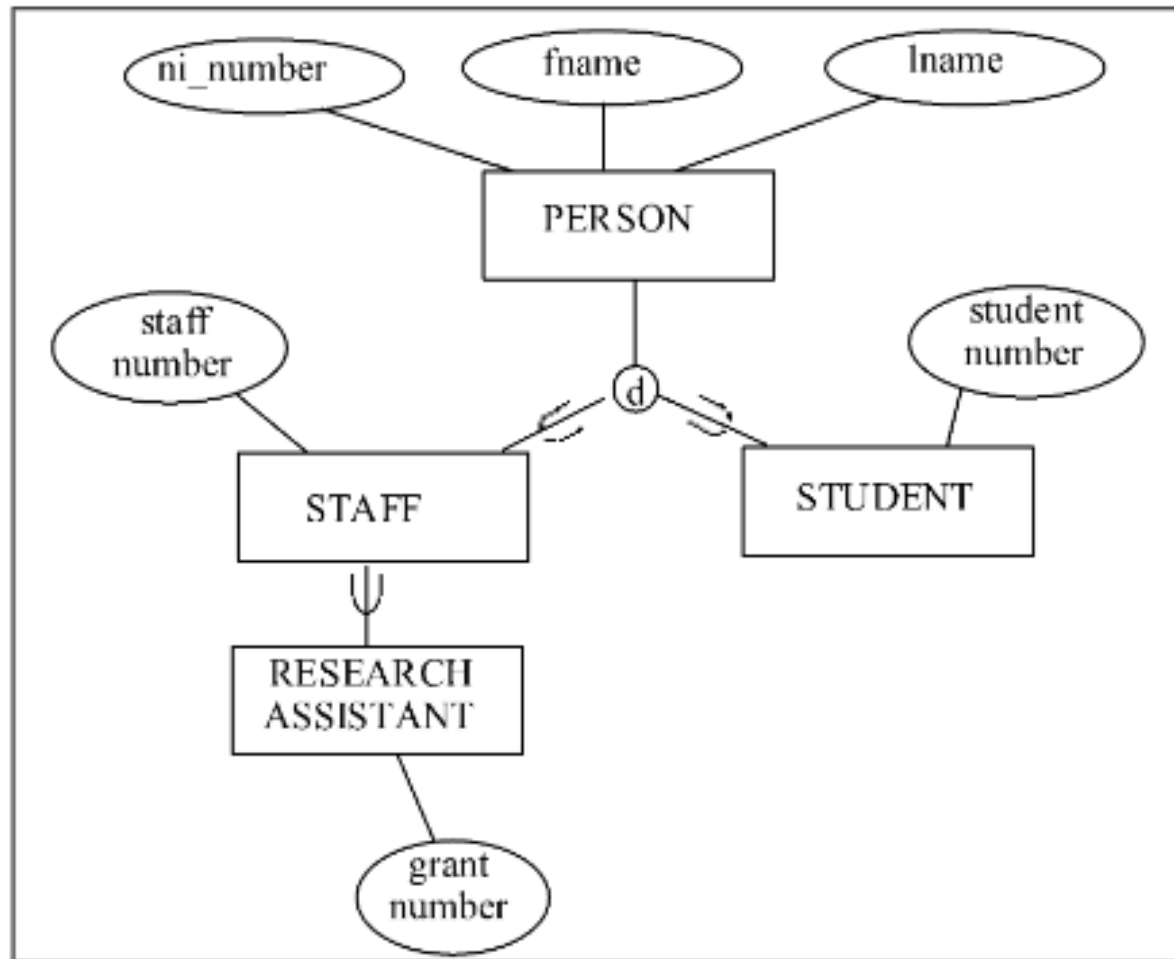 ni_number
fname
lname
PERSON
staff
number
student
number
d
STAFF
STUDENT
RESEARCH
ASSISTANT
grant
number